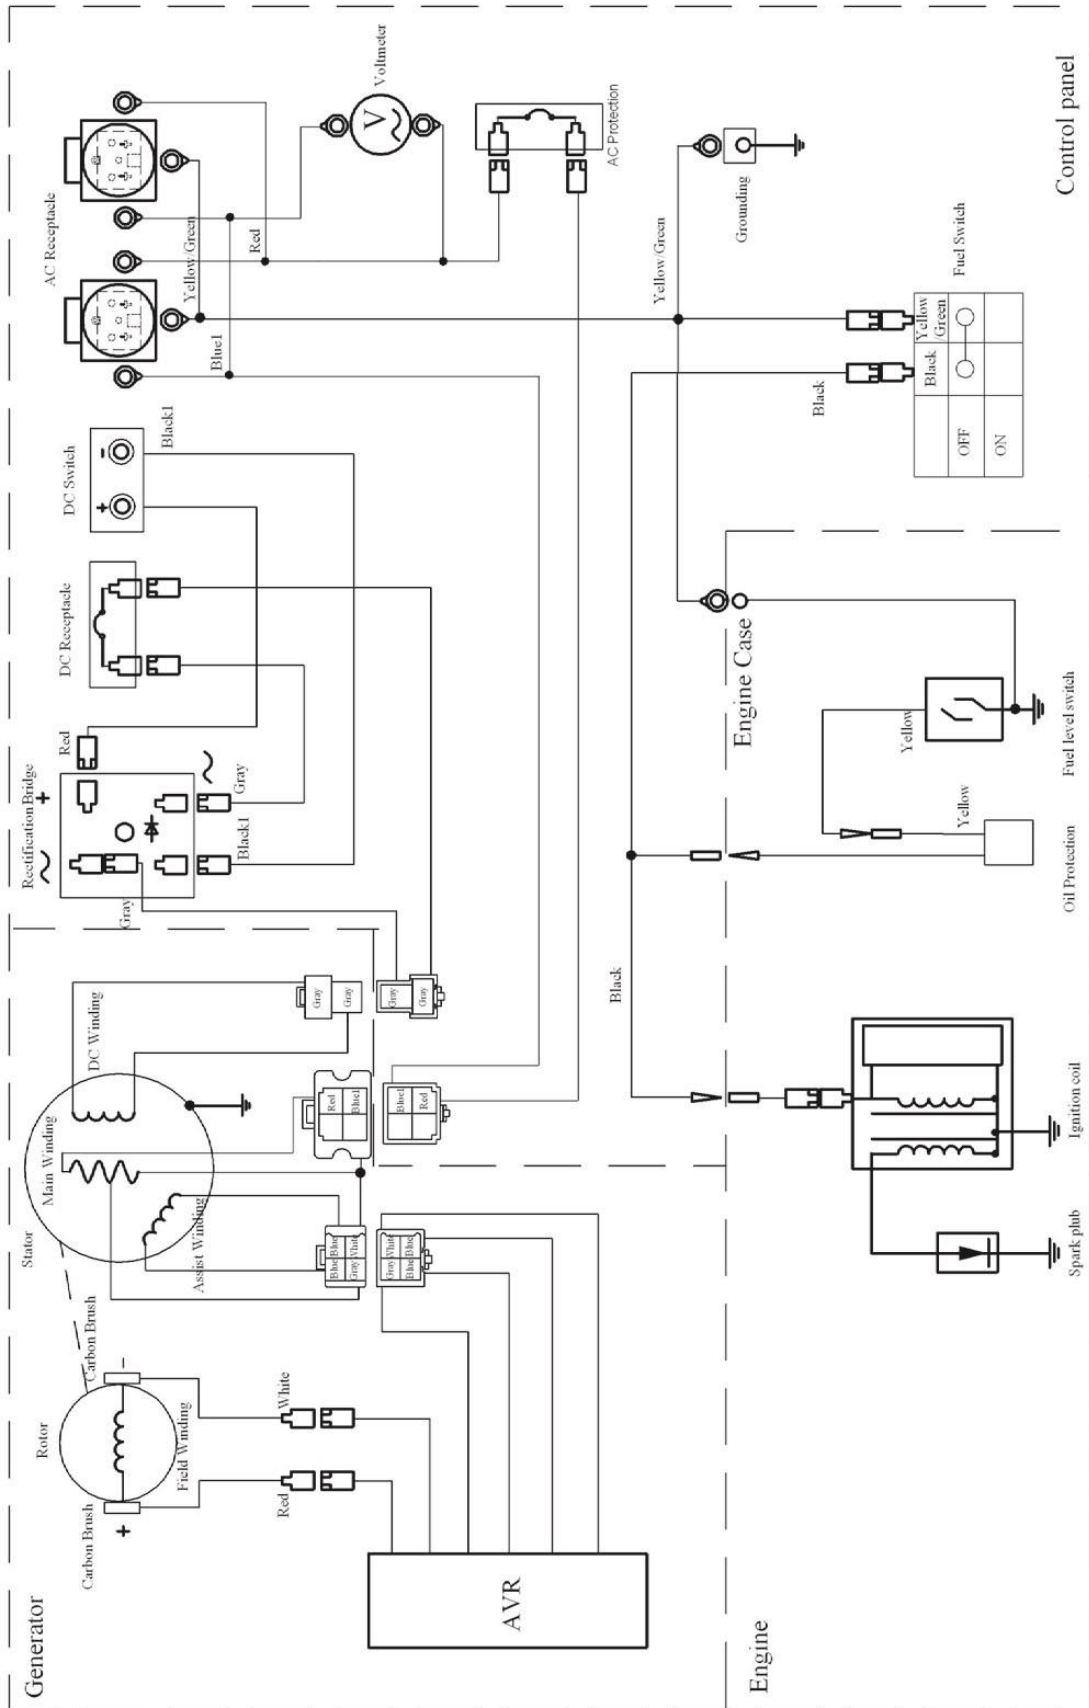 Generator
Rotor
Carbon Brush
+
Field Winding
Carbon Brush
-
Red
White
AVR
Stator
Main Winding
DC Winding
Assist Winding
Blue
Blue
Gray
White
Gray
White
Blue
Blue
Red
Blue1
Blue1
Red
Gray
Gray
Gray
Gray
Rectification Bridge
+
Gray
Red
Black1
Gray
DC Receptacle
DC Switch
+
-
Black1
AC Receptacle
Blue1
Yellow/Green
Red
Voltmeter
V
AC Protection
Yellow/Green
Grounding
Control panel
Fuel Switch
Black
Yellow
/Green
OFF
ON
Black
Black
Engine Case
Engine
Yellow
Yellow
Fuel level switch
Oil Protection
Ignition coil
Spark plub